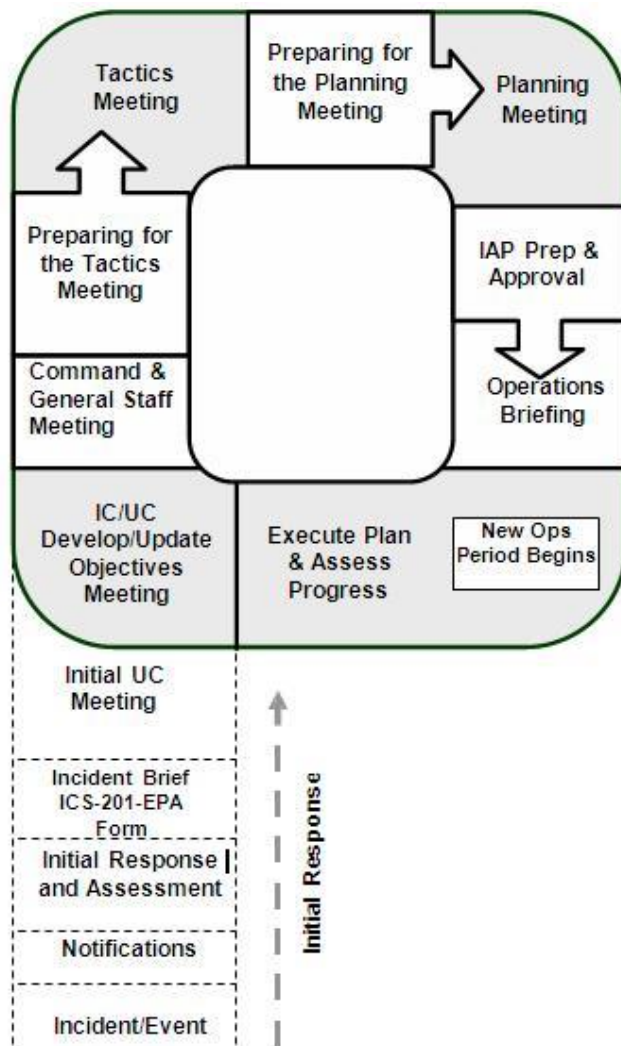 Tactics
Meeting
Preparing for
the Planning
Meeting
Planning
Meeting
Preparing for
the Tactics
Meeting
IAP Prep &
Approval
Command &
General Staff
Meeting
Operations
Briefing
IC/UC
Develop/Update
Objectives
Meeting
Execute Plan
& Assess
Progress
New Ops
Period Begins
Initial UC
Meeting
Incident Brief
ICS-201-EPA
Form
Initial Response
and Assessment
Notifications
Incident/Event
Initial Response